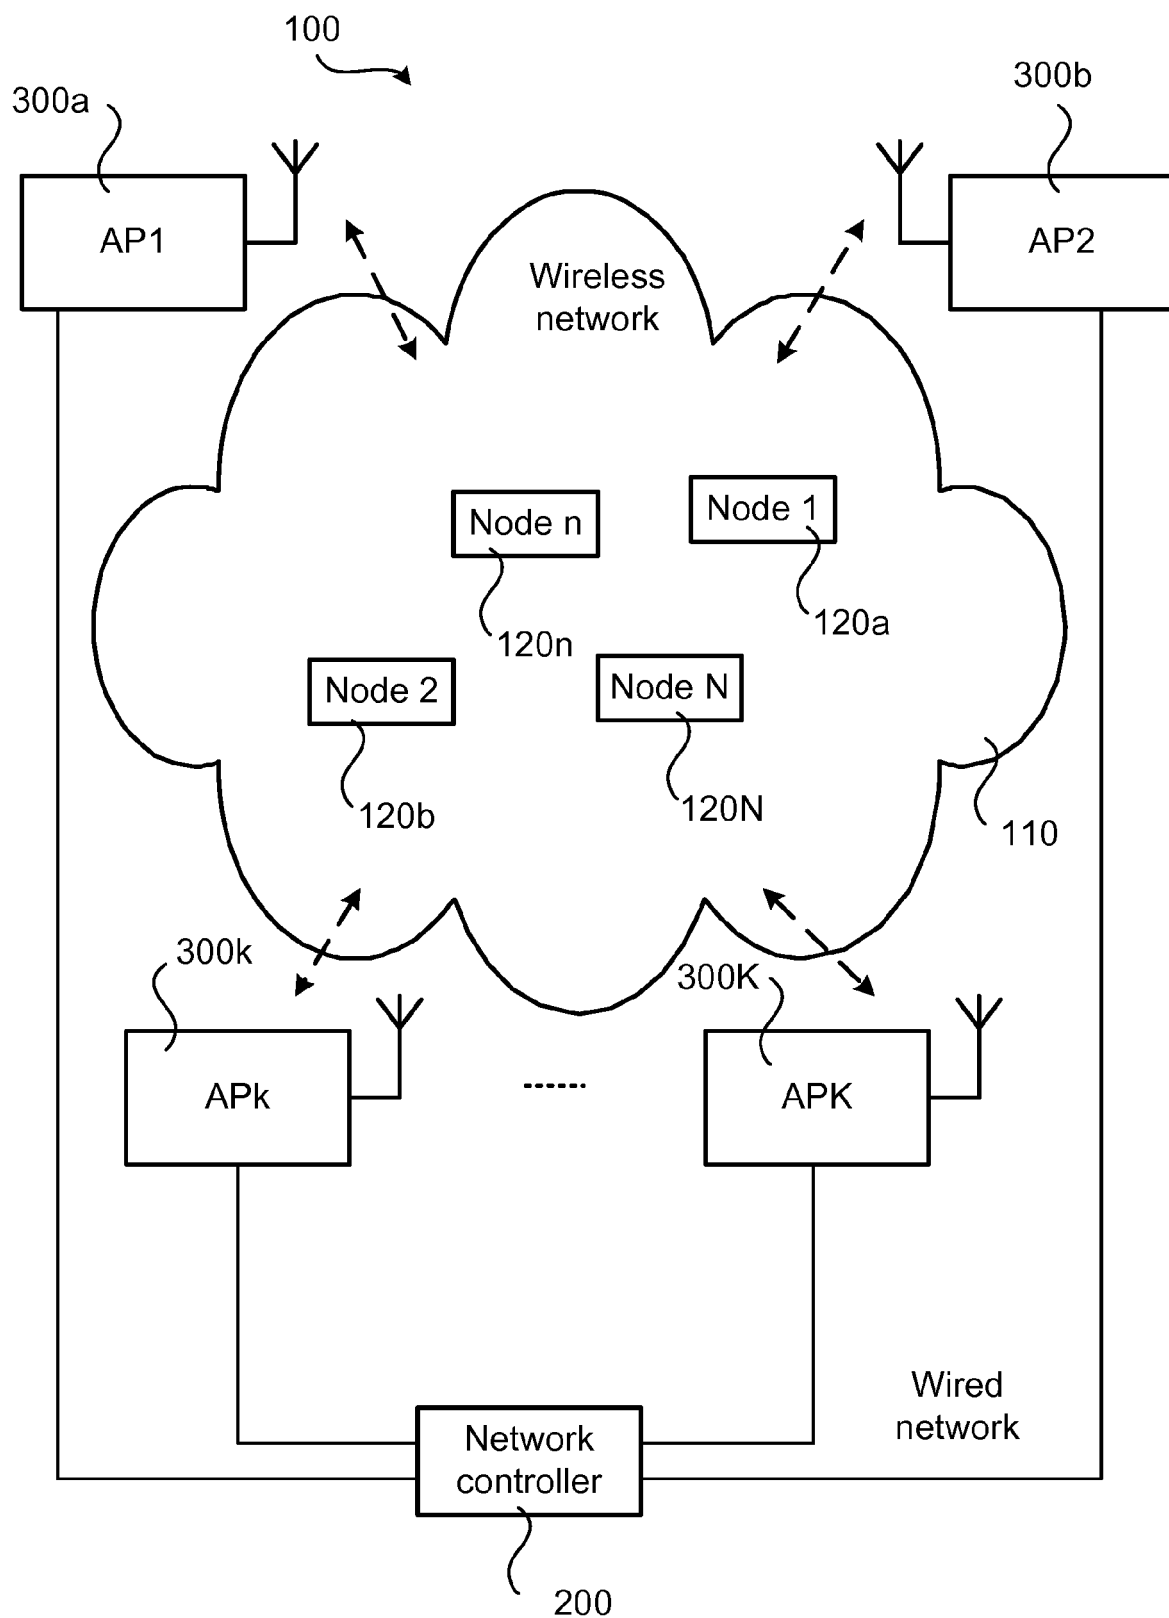 100
300a
300b
AP1
AP2
Wireless
network
Node n
Node 1
120n
120a
Node 2
Node N
120b
120N
110
300k
300K
APk
......
APK
Wired
network
Network
controller
200